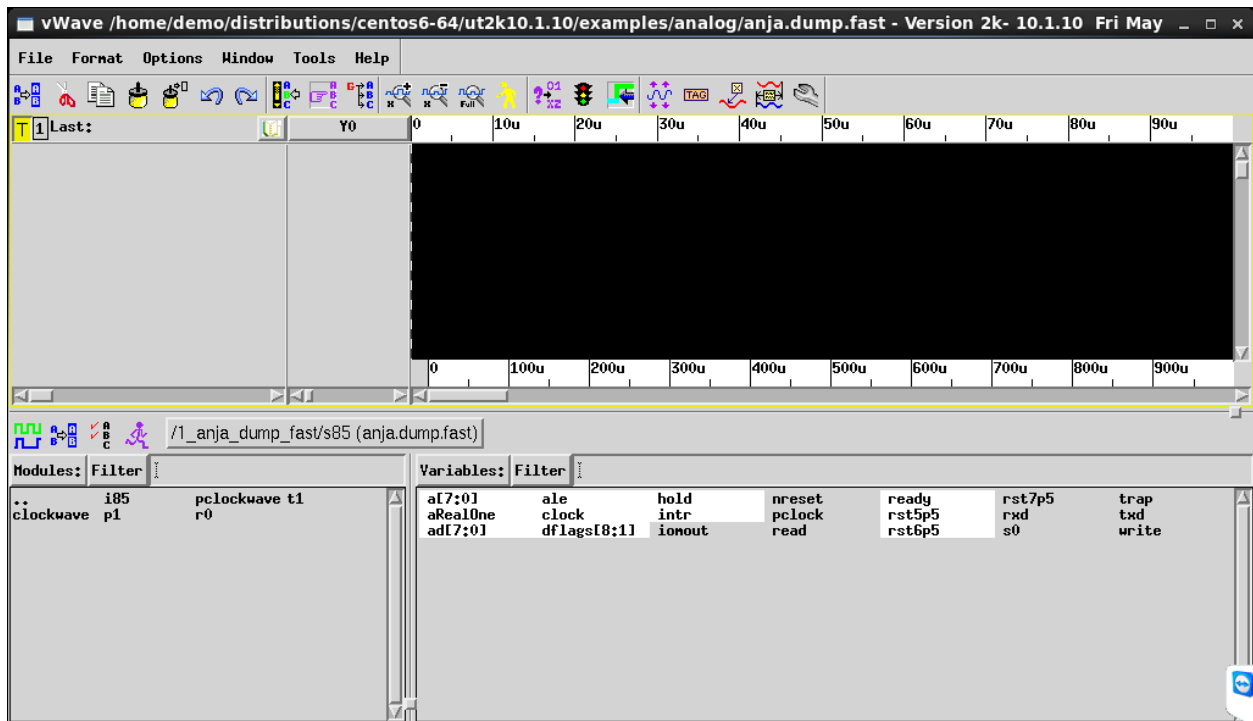 vWave /home/demo/distributions/centos6-64/ut2k10.1.10/examples/analog/anja.dump.fast - Version 2k- 10.1.10 Fri May
File Format Options Window Tools Help
Full TAG
T 1 Last: Y0 0 10u 20u 30u 40u 50u 60u 70u 80u 90u
0 100u 200u 300u 400u 500u 600u 700u 800u 900u
/1_anja_dump_fast/s85 (anja.dump.fast)
Modules: Filter Variables: Filter
.. i85 pclockwave t1 a[7:0] ale hold nreset ready rst7p5 trap
clockwave p1 r0 aRealOne clock intr pclock rst5p5 rxd txd
ad[7:0] dflags[8:1] iomout read rst6p5 s0 write